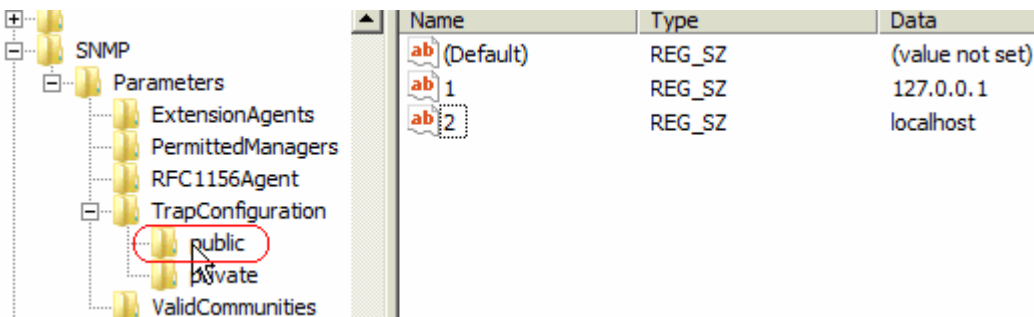 Name Type Data
SNMP
(Default) REG_SZ (value not set)
Parameters
1 REG_SZ 127.0.0.1
ExtensionAgents
2 REG_SZ localhost
PermittedManagers
RFC1156Agent
TrapConfiguration
public
private
ValidCommunities